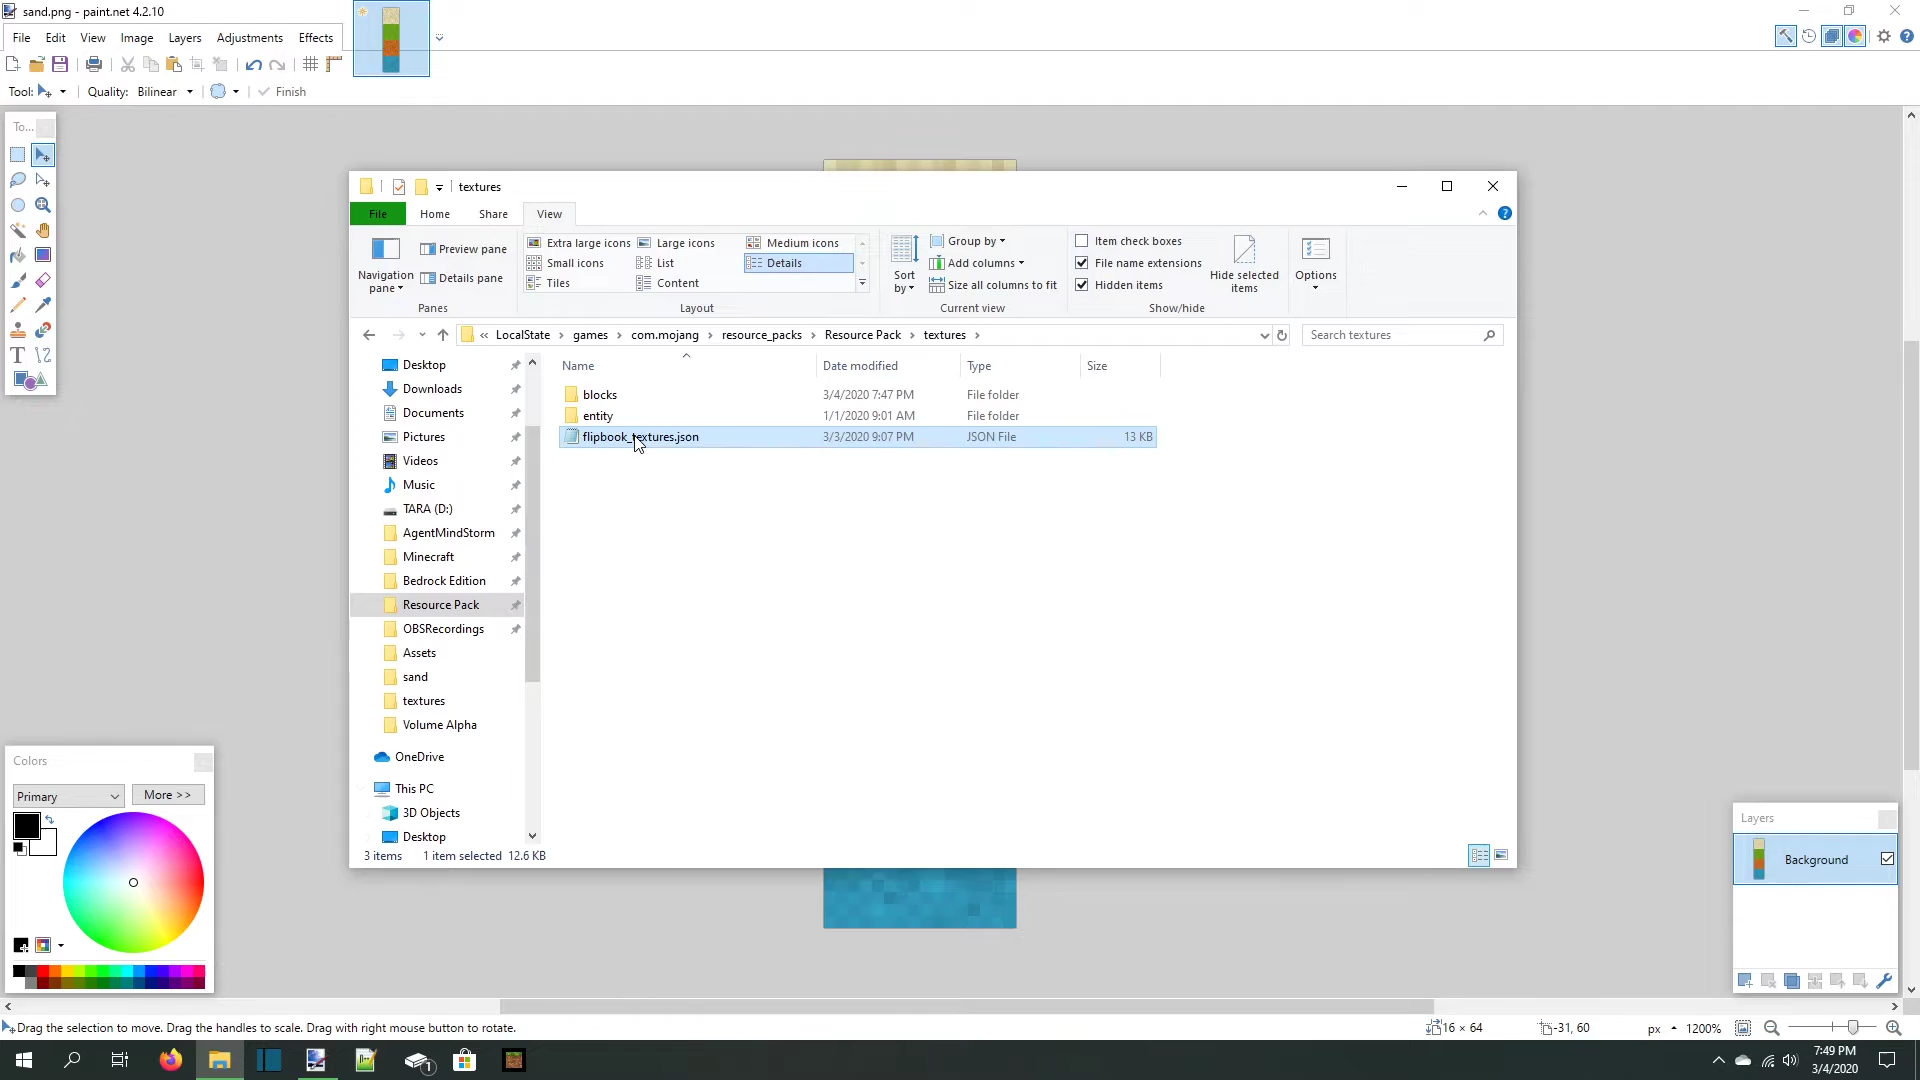 sand.png - paint.net 4.2.10
File Edit View Image Layers Adjustments Effects
Tool: Quality: Bilinear Finish
To...
textures
File Home Share View
Navigation pane
Preview pane
Details pane
Panes
Extra large icons Large icons Medium icons
Small icons List Details
Tiles Content
Layout
Sort by
Group by
Add columns
Size all columns to fit
Current view
Item check boxes
File name extensions
Hidden items
Hide selected items
Show/hide
Options
« LocalState › games › com.mojang › resource_packs › Resource Pack › textures ›
Search textures
Desktop
Downloads
Documents
Pictures
Videos
Music
TARA (D:)
AgentMindStorm
Minecraft
Bedrock Edition
Resource Pack
OBSRecordings
Assets
sand
textures
Volume Alpha
OneDrive
This PC
3D Objects
Desktop
Name Date modified Type Size
blocks 3/4/2020 7:47 PM File folder
entity 1/1/2020 9:01 AM File folder
flipbook_textures.json 3/3/2020 9:07 PM JSON File 13 KB
3 items 1 item selected 12.6 KB
Colors
Primary More >>
Layers
Background
Drag the selection to move. Drag the handles to scale. Drag with right mouse button to rotate.
16 × 64 -31, 60 px 1200%
1
7:49 PM
3/4/2020